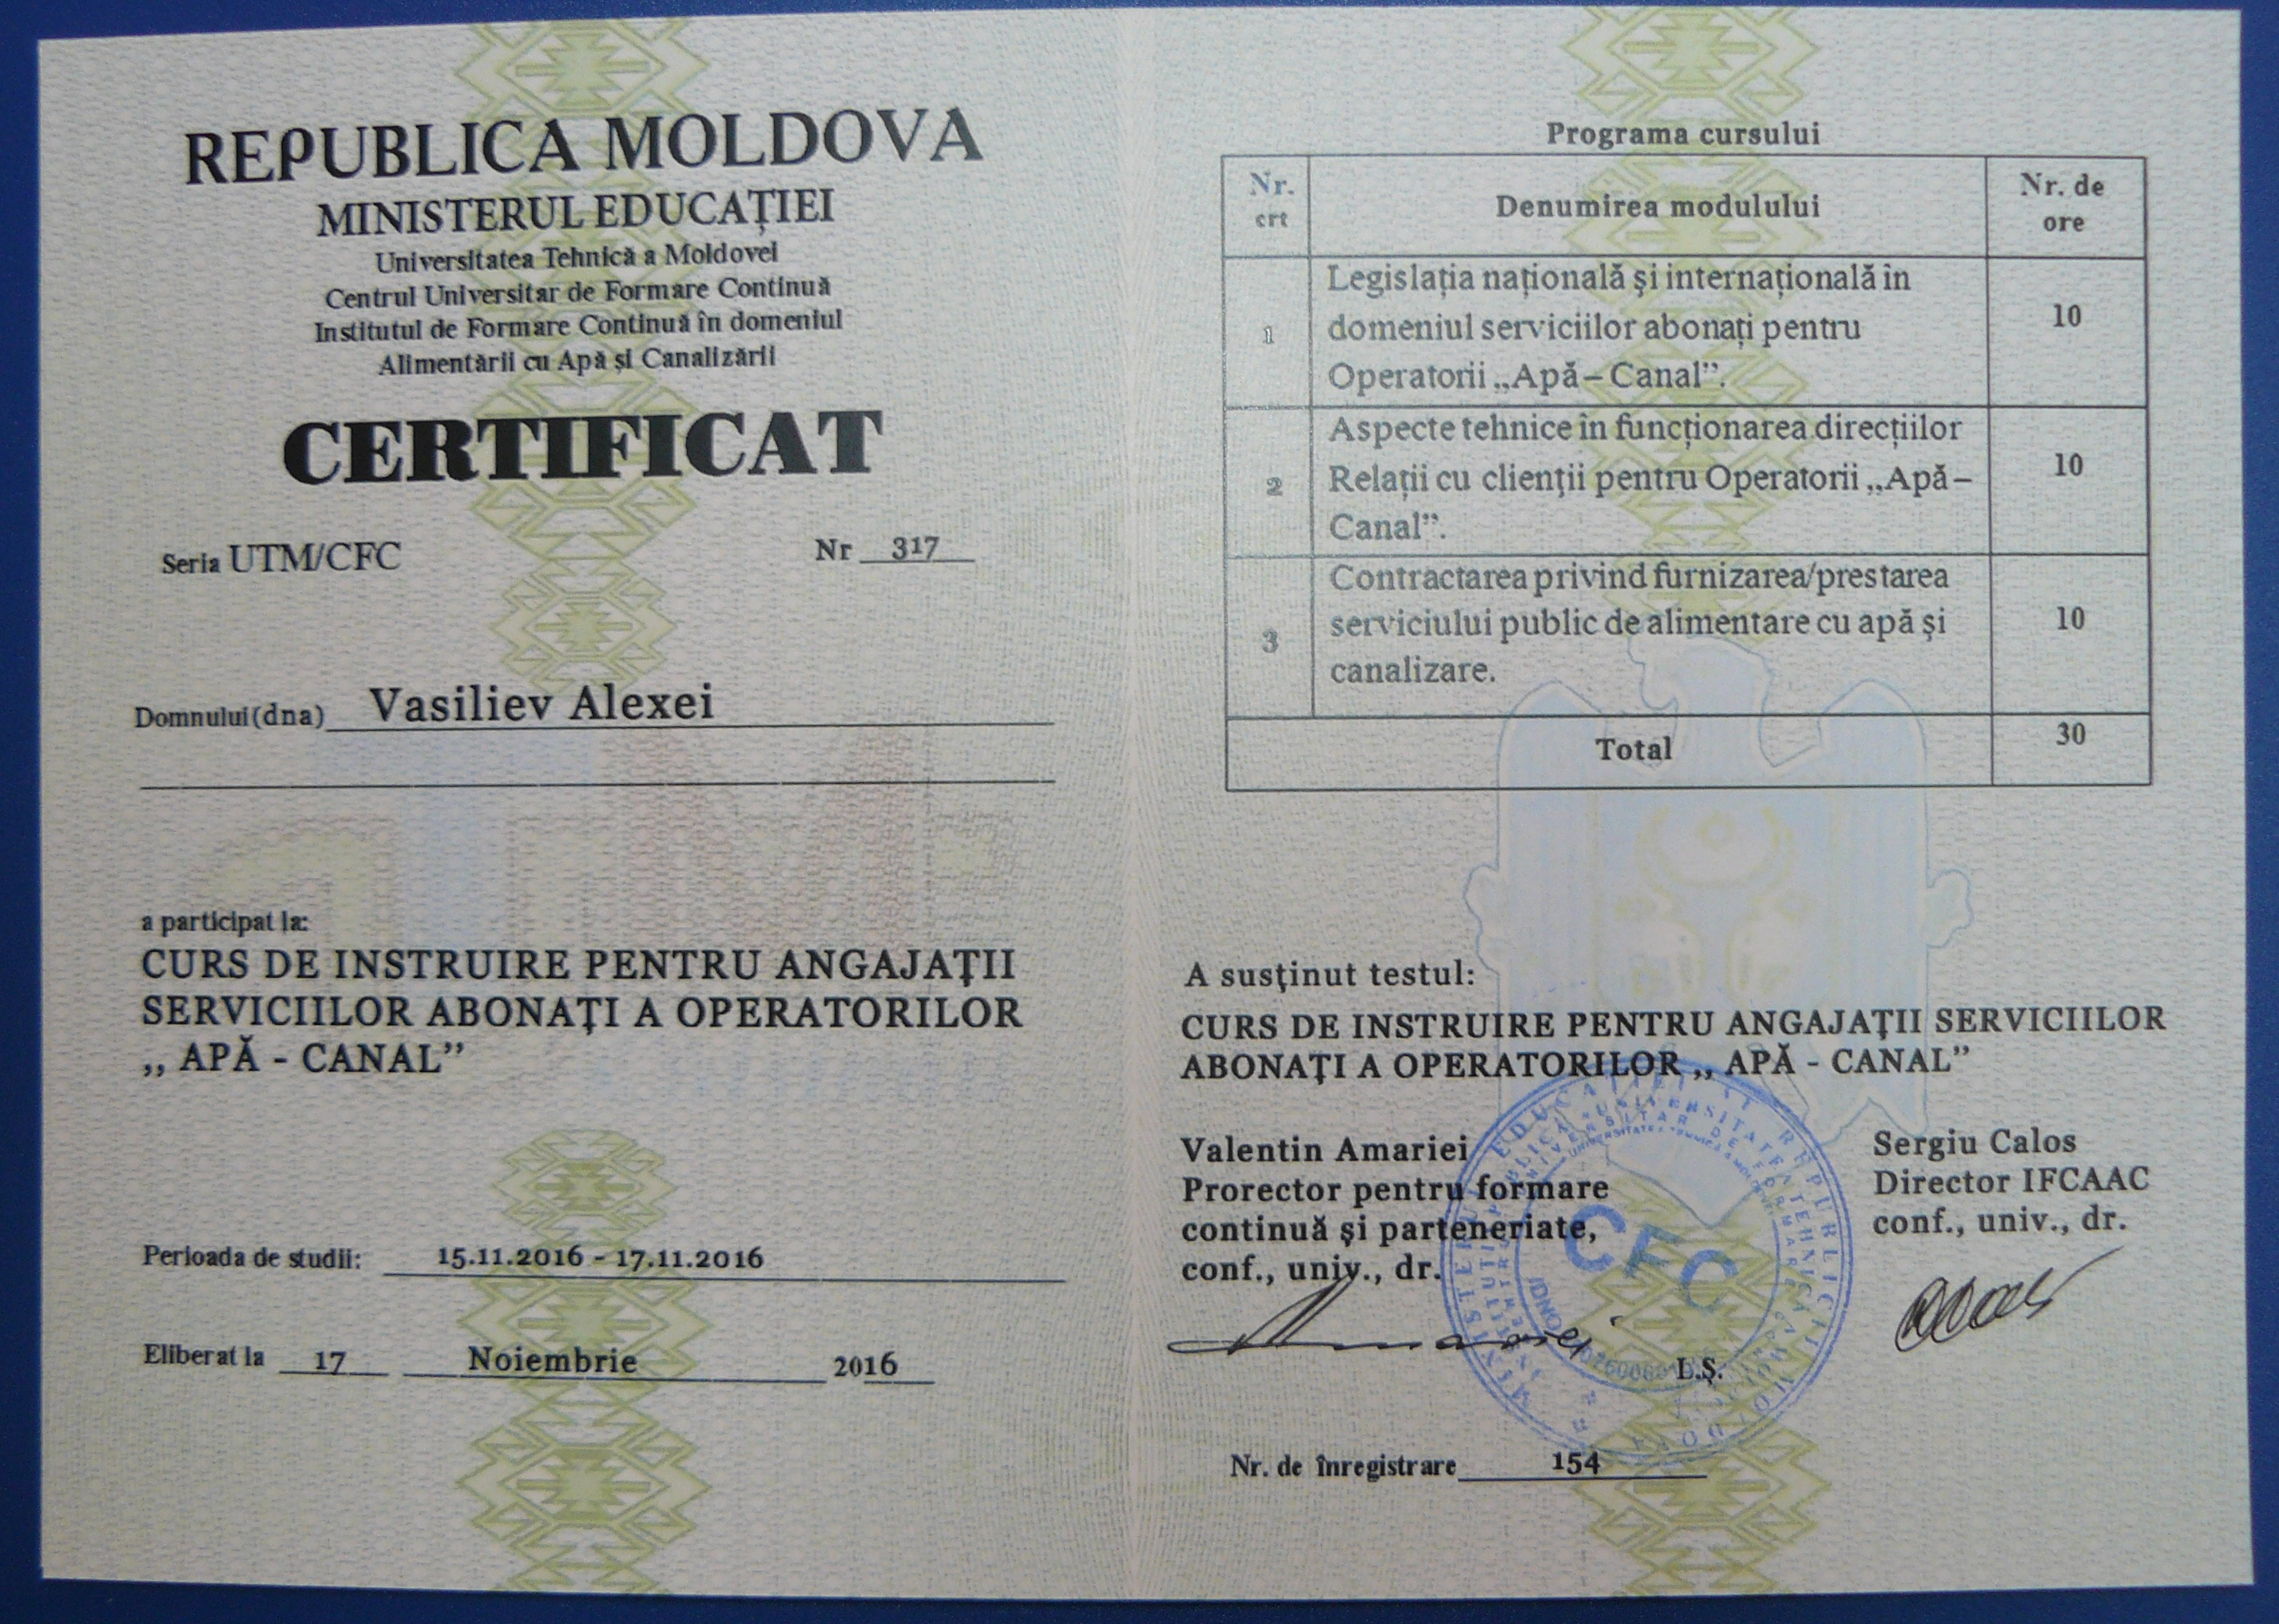 REPUBLICA MOLDOVA
MINISTERUL EDUCAȚIEI
Universitatea Tehnică a Moldovei
Centrul Universitar de Formare Continuă
Institutul de Formare Continuă în domeniul
Alimentării cu Apă și Canalizării
CERTIFICAT
Seria UTM/CFC Nr 317
Domnului(dna) Vasiliev Alexei
a participat la:
CURS DE INSTRUIRE PENTRU ANGAJAȚII
SERVICIILOR ABONAȚI A OPERATORILOR
,, APĂ - CANAL”
Perioada de studii: 15.11.2016 - 17.11.2016
Eliberat la 17 Noiembrie 2016
Programa cursului
Nr. crt Denumirea modulului Nr. de ore
1 Legislația națională și internațională în
domeniul serviciilor abonați pentru
Operatorii „Apă – Canal”.
10
2 Aspecte tehnice în funcționarea direcțiilor
Relații cu clienții pentru Operatorii „Apă –
Canal”.
10
3 Contractarea privind furnizarea/prestarea
serviciului public de alimentare cu apă și
canalizare.
10
Total 30
A susținut testul:
CURS DE INSTRUIRE PENTRU ANGAJAȚII SERVICIILOR
ABONAȚI A OPERATORILOR ,, APĂ - CANAL”
Valentin Amariei
Prorector pentru formare
continuă și parteneriate,
conf., univ., dr.
Sergiu Calos
Director IFCAAC
conf., univ., dr.
CFC
L.Ș.
Nr. de înregistrare 154